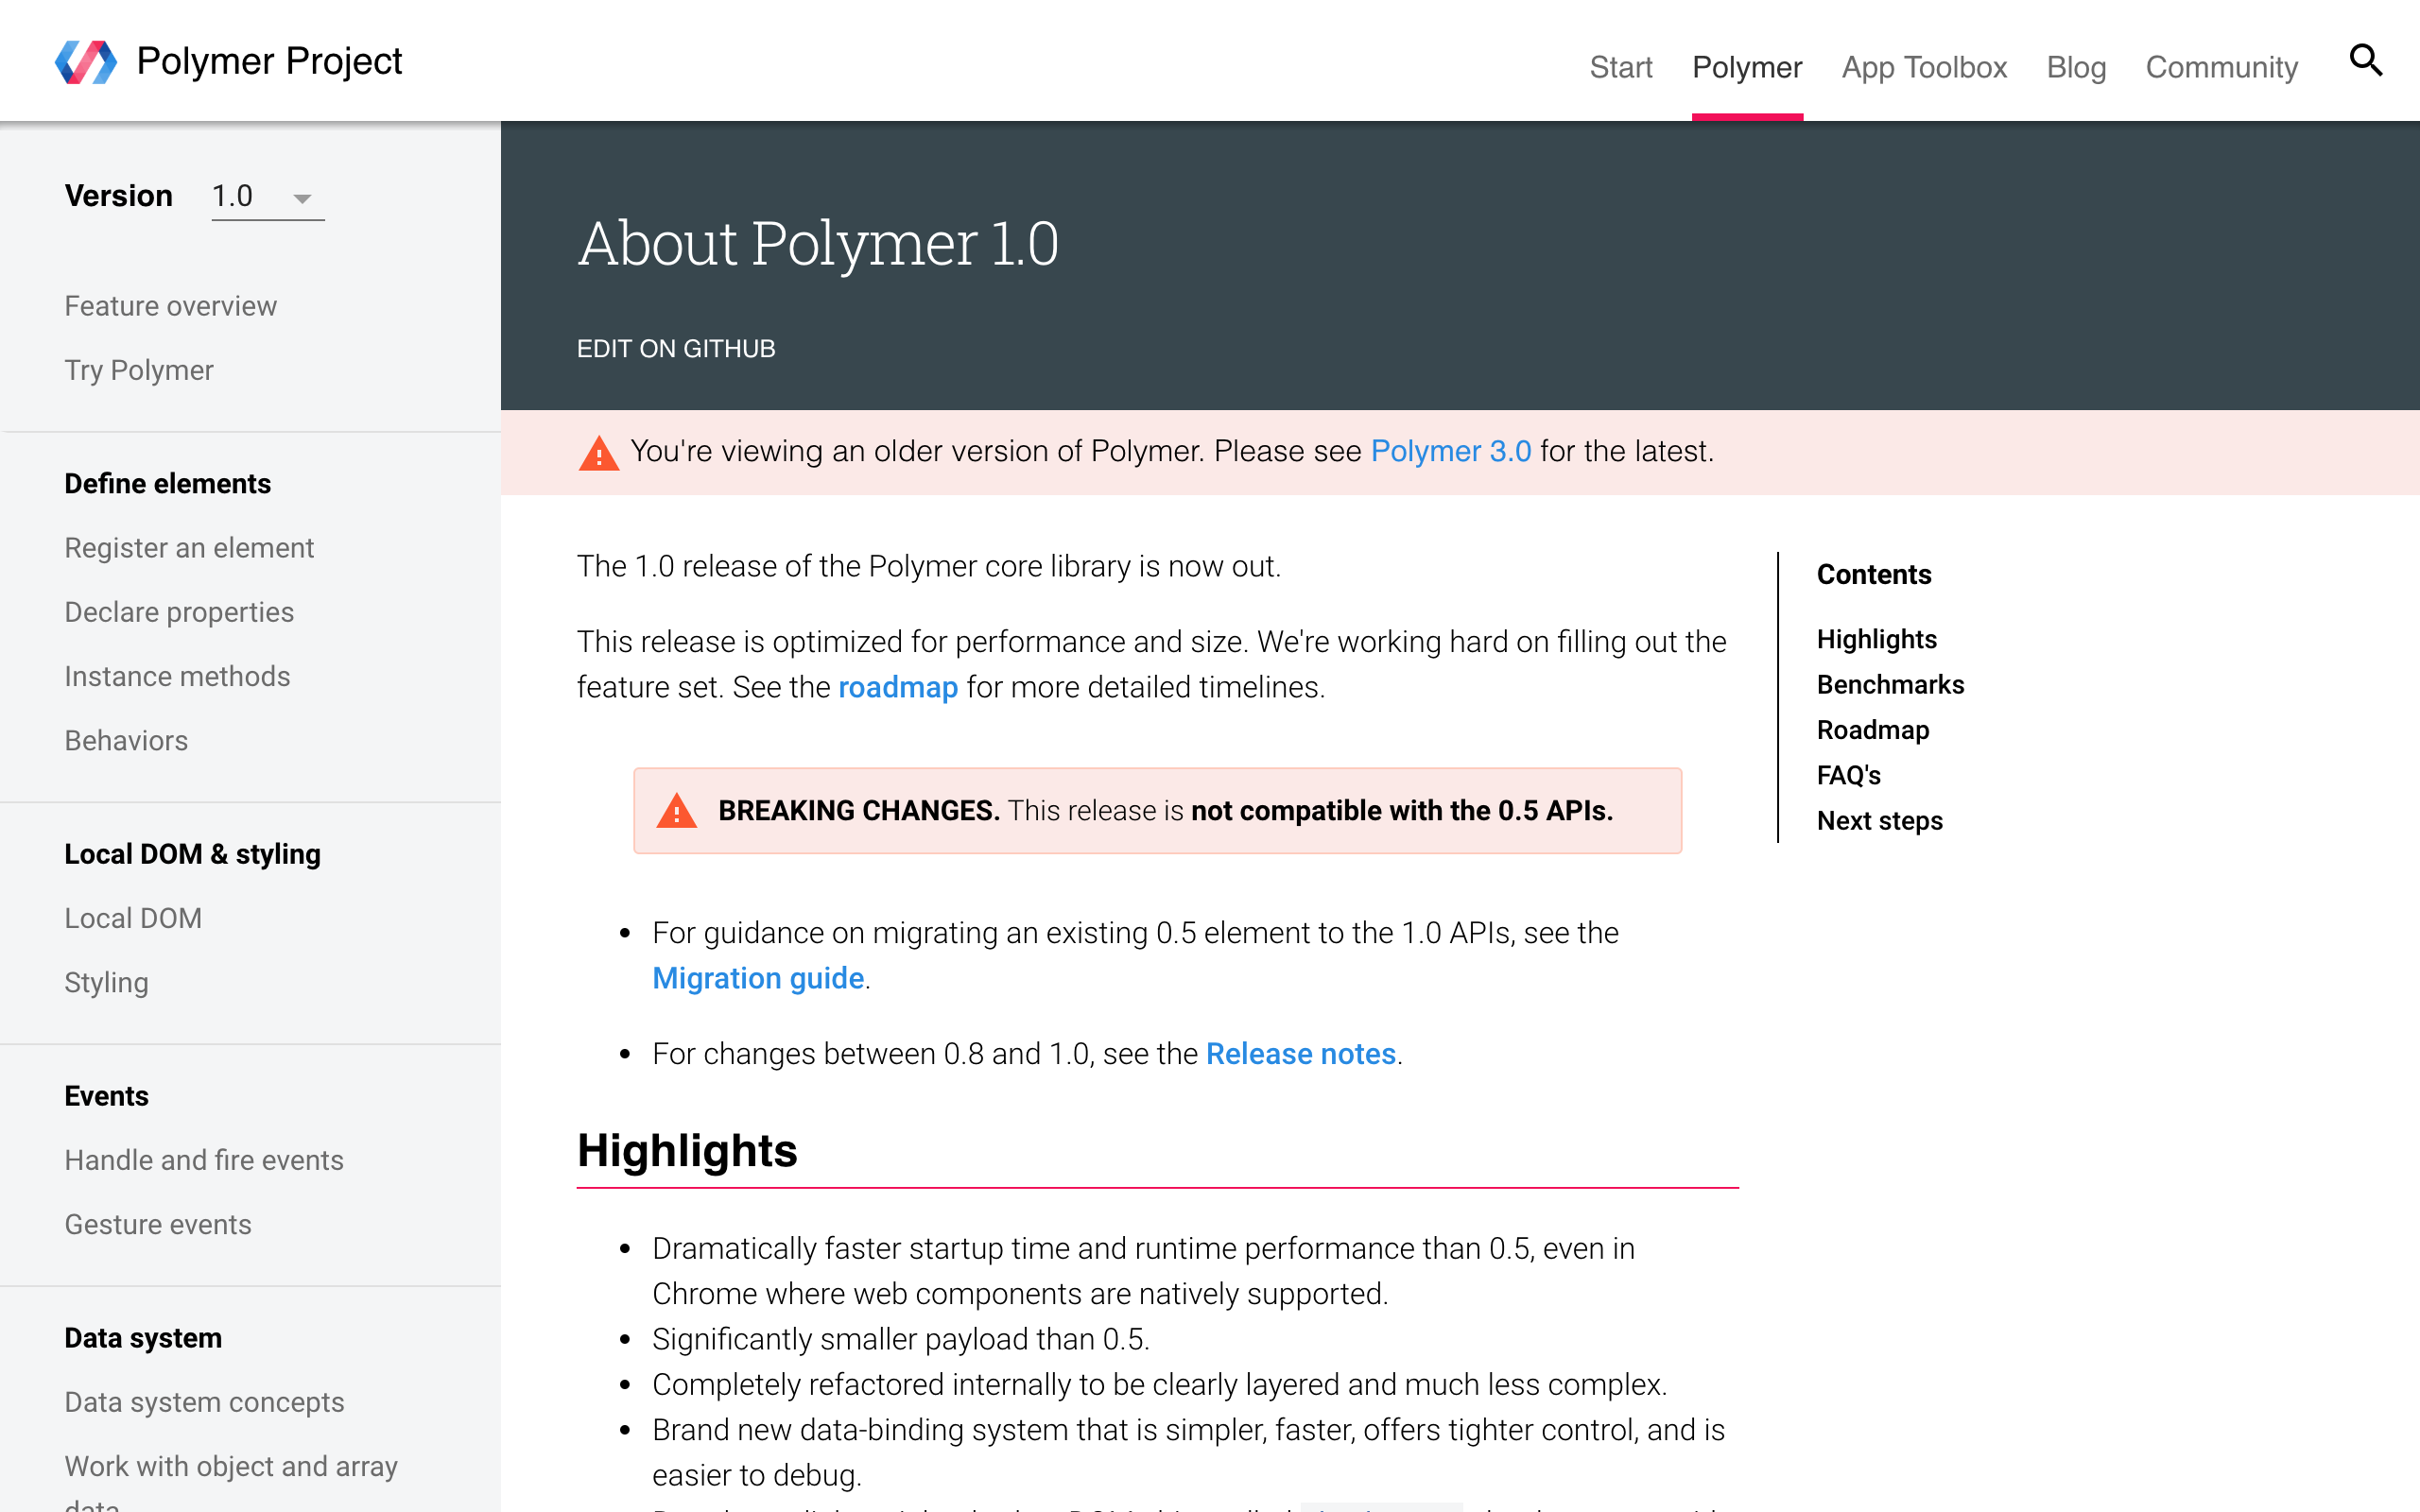 Polymer Project
Start Polymer App Toolbox Blog Community
Version 1.0
Feature overview
Try Polymer
Define elements
Register an element
Declare properties
Instance methods
Behaviors
Local DOM & styling
Local DOM
Styling
Events
Handle and fire events
Gesture events
Data system
Data system concepts
Work with object and array
data
About Polymer 1.0
EDIT ON GITHUB
You're viewing an older version of Polymer. Please see Polymer 3.0 for the latest.
The 1.0 release of the Polymer core library is now out.
This release is optimized for performance and size. We're working hard on filling out the
feature set. See the roadmap for more detailed timelines.
BREAKING CHANGES. This release is not compatible with the 0.5 APIs.
• For guidance on migrating an existing 0.5 element to the 1.0 APIs, see the
Migration guide.
• For changes between 0.8 and 1.0, see the Release notes.
Highlights
• Dramatically faster startup time and runtime performance than 0.5, even in
Chrome where web components are natively supported.
• Significantly smaller payload than 0.5.
• Completely refactored internally to be clearly layered and much less complex.
• Brand new data-binding system that is simpler, faster, offers tighter control, and is
easier to debug.
Contents
Highlights
Benchmarks
Roadmap
FAQ's
Next steps